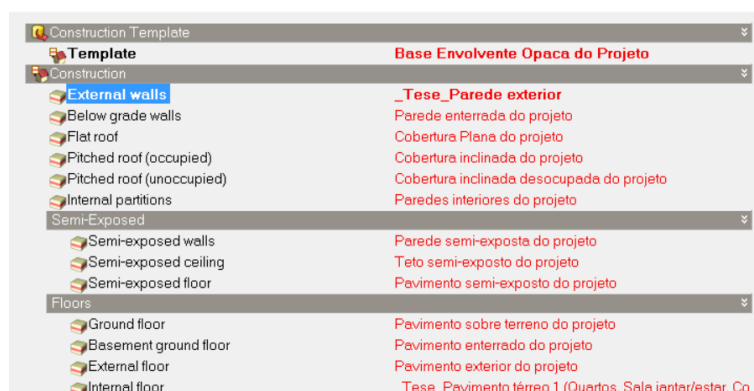 Construction Template
Template Base Envolvente Opaca do Projeto
Construction
External walls _Tese_Parede exterior
Below grade walls Parede enterrada do projeto
Flat roof Cobertura Plana do projeto
Pitched roof (occupied) Cobertura inclinada do projeto
Pitched roof (unoccupied) Cobertura inclinada desocupada do projeto
Internal partitions Paredes interiores do projeto
Semi-Exposed
Semi-exposed walls Parede semi-exposta do projeto
Semi-exposed ceiling Teto semi-exposto do projeto
Semi-exposed floor Pavimento semi-exposto do projeto
Floors
Ground floor Pavimento sobre terreno do projeto
Basement ground floor Pavimento enterrado do projeto
External floor Pavimento exterior do projeto
Internal floor _Tese_Pavimento térreo 1 (Quartos, Sala jantar/estar, Co